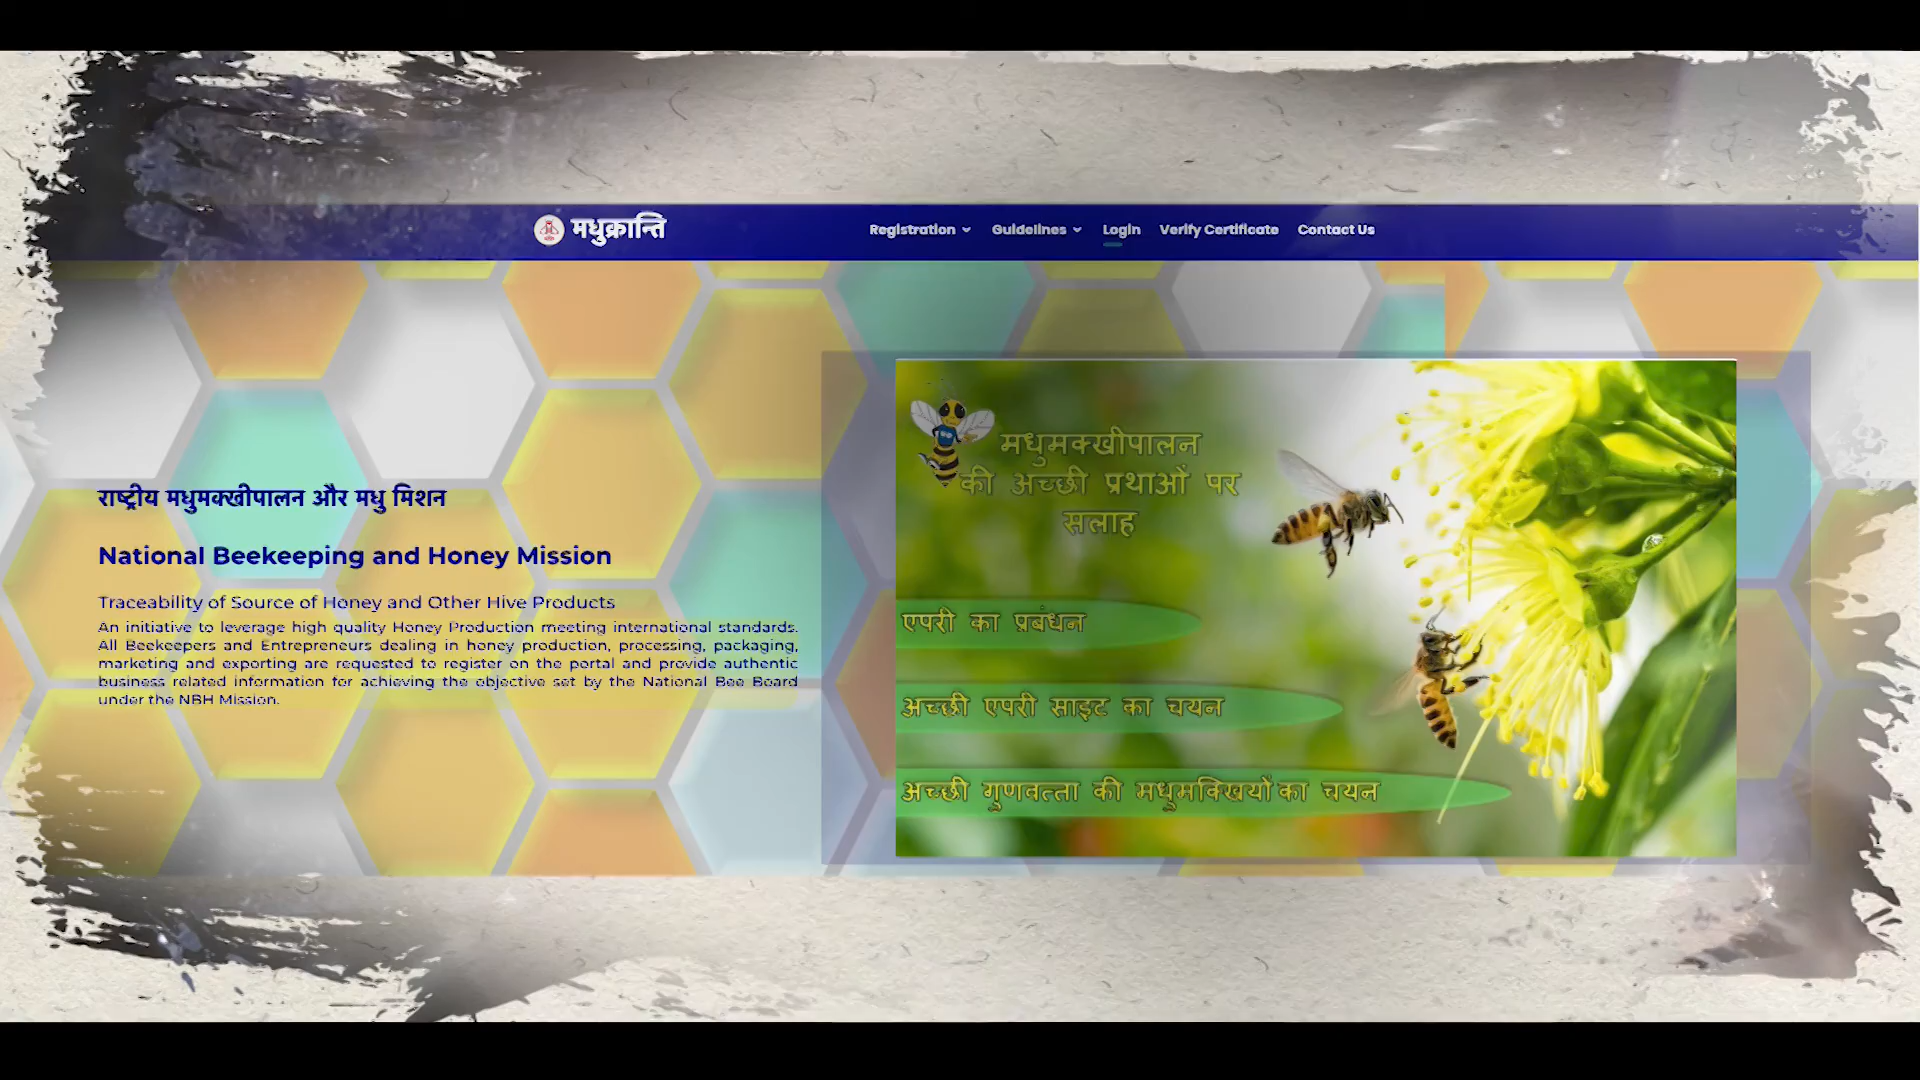 मधुक्रान्ति
Registration
Guidelines
Login
Verify Certificate
Contact Us
राष्ट्रीय मधुमक्खीपालन और मधु मिशन
National Beekeeping and Honey Mission
Traceability of Source of Honey and Other Hive Products
An initiative to leverage high quality Honey Production meeting international standards.
All Beekeepers and Entrepreneurs dealing in honey production, processing, packaging,
marketing and exporting are requested to register on the portal and provide authentic
business related information for achieving the objective set by the National Bee Board
under the NBH Mission.
मधुमक्खीपालन
की अच्छी प्रथाओं पर
सलाह
एपरी का प्रबंधन
अच्छी एपरी साइट का चयन
अच्छी गुणवत्ता की मधुमक्खियों का चयन